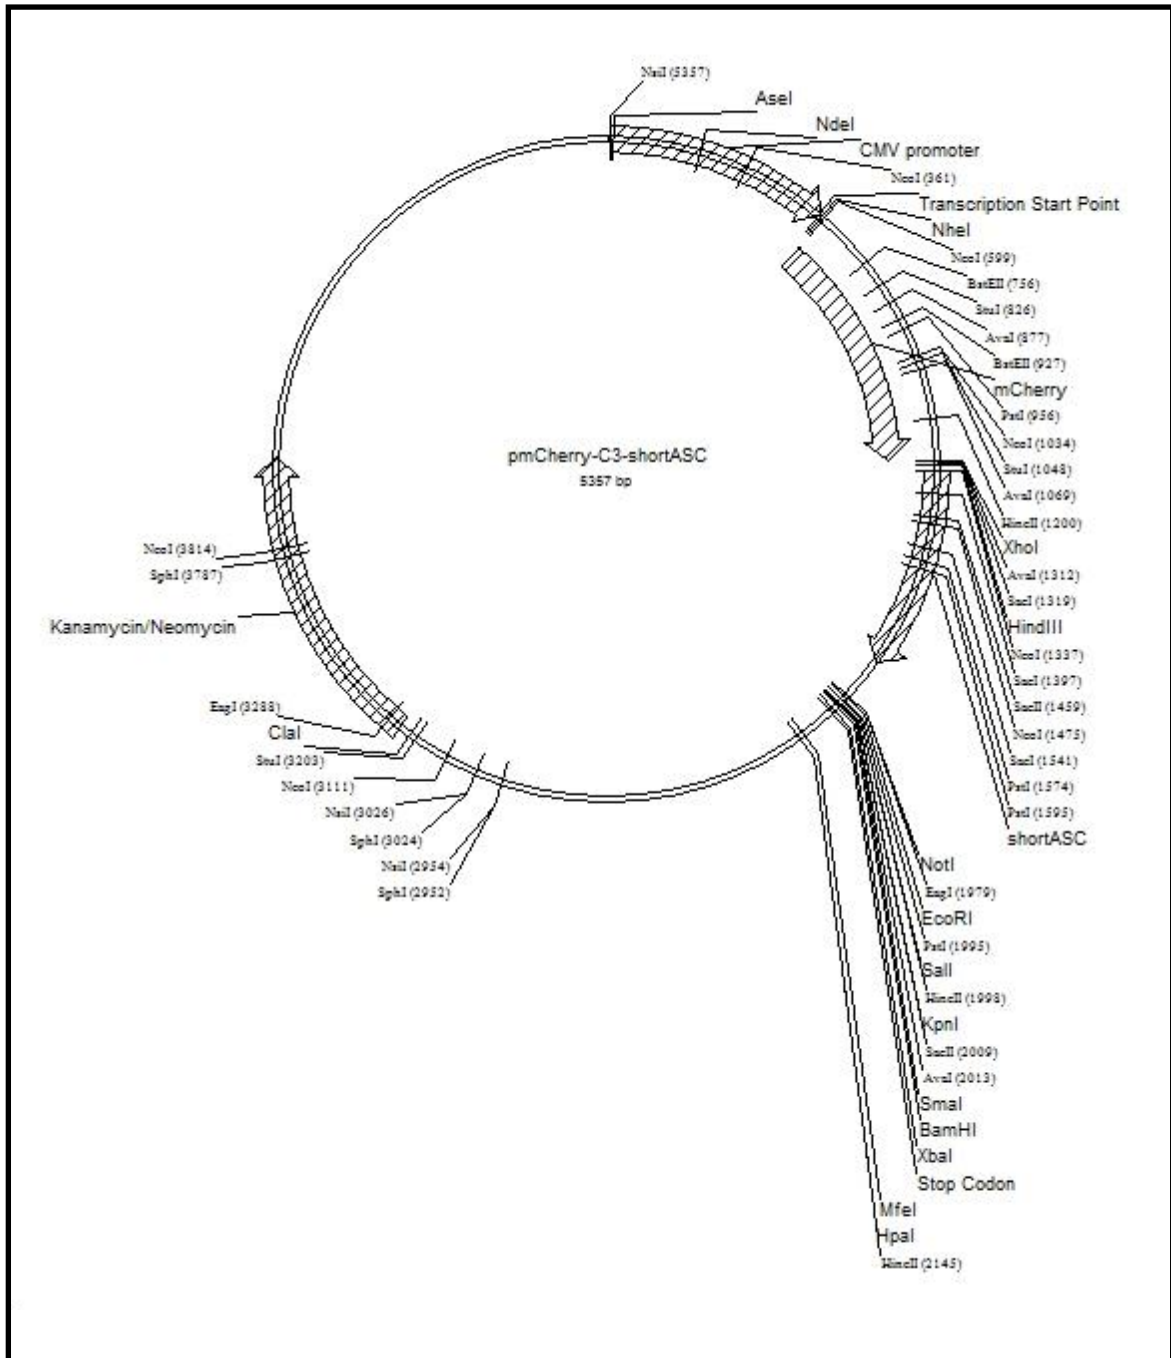 NsiI (5357)
AseI
NdeI
CMV promoter
NcoI (361)
Transcription Start Point
NheI
NcoI (599)
BstEII (756)
StuI (826)
AvaI (877)
BstEII (927)
mCherry
PstI (956)
NcoI (1034)
StuI (1048)
AvaI (1069)
HincII (1200)
XhoI
AvaI (1312)
SacI (1319)
HindIII
NcoI (1337)
SacI (1397)
SacII (1459)
NcoI (1475)
SacI (1541)
PstI (1574)
PstI (1595)
shortASC
pmCherry-C3-shortASC
5357 bp
NcoI (3814)
SphI (3787)
Kanamycin/Neomycin
EagI (3288)
ClaI
StuI (3203)
NcoI (3111)
NsiI (3026)
SphI (3024)
NsiI (2954)
SphI (2952)
NotI
EagI (1979)
EcoRI
PstI (1995)
SalI
HincII (1998)
KpnI
SacII (2009)
AvaI (2013)
SmaI
BamHI
XbaI
Stop Codon
MfeI
HpaI
HincII (2145)